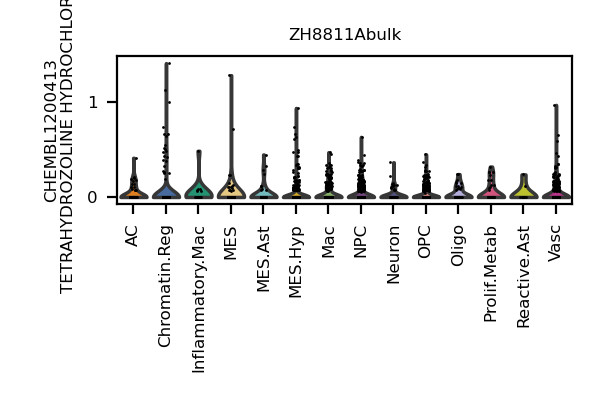 ZH8811Abulk
CHEMBL1200413
TETRAHYDROZOLINE HYDROCHLOR
1
0
AC
Chromatin.Reg
Inflammatory.Mac
MES
MES.Ast
MES.Hyp
Mac
NPC
Neuron
OPC
Oligo
Prolif.Metab
Reactive.Ast
Vasc